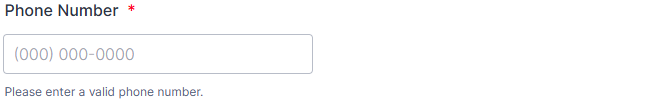 Phone Number *
(000) 000-0000
Please enter a valid phone number.